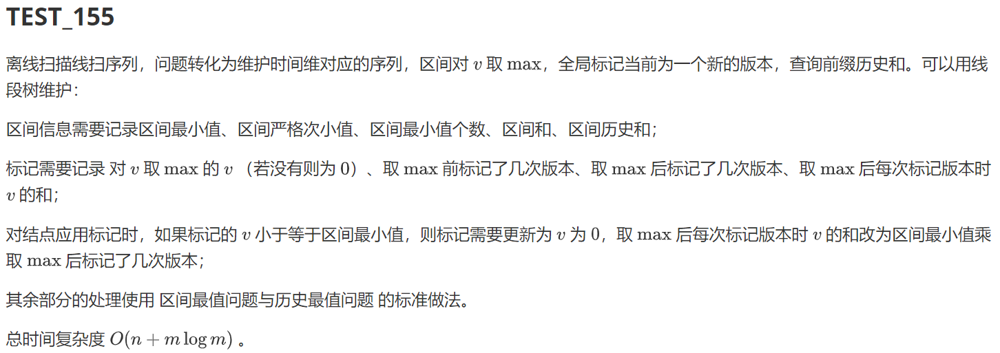 TEST_155
离线扫描线扫序列，问题转化为维护时间维对应的序列，区间对 v 取 max，全局标记当前为一个新的版本，查询前缀历史和。可以用线
段树维护：
区间信息需要记录区间最小值、区间严格次小值、区间最小值个数、区间和、区间历史和；
标记需要记录 对 v 取 max 的 v （若没有则为 0）、取 max 前标记了几次版本、取 max 后标记了几次版本、取 max 后每次标记版本时
v 的和；
对结点应用标记时，如果标记的 v 小于等于区间最小值，则标记需要更新为 v 为 0，取 max 后每次标记版本时 v 的和改为区间最小值乘
取 max 后标记了几次版本；
其余部分的处理使用 区间最值问题与历史最值问题 的标准做法。
总时间复杂度 O(n + m log m) 。